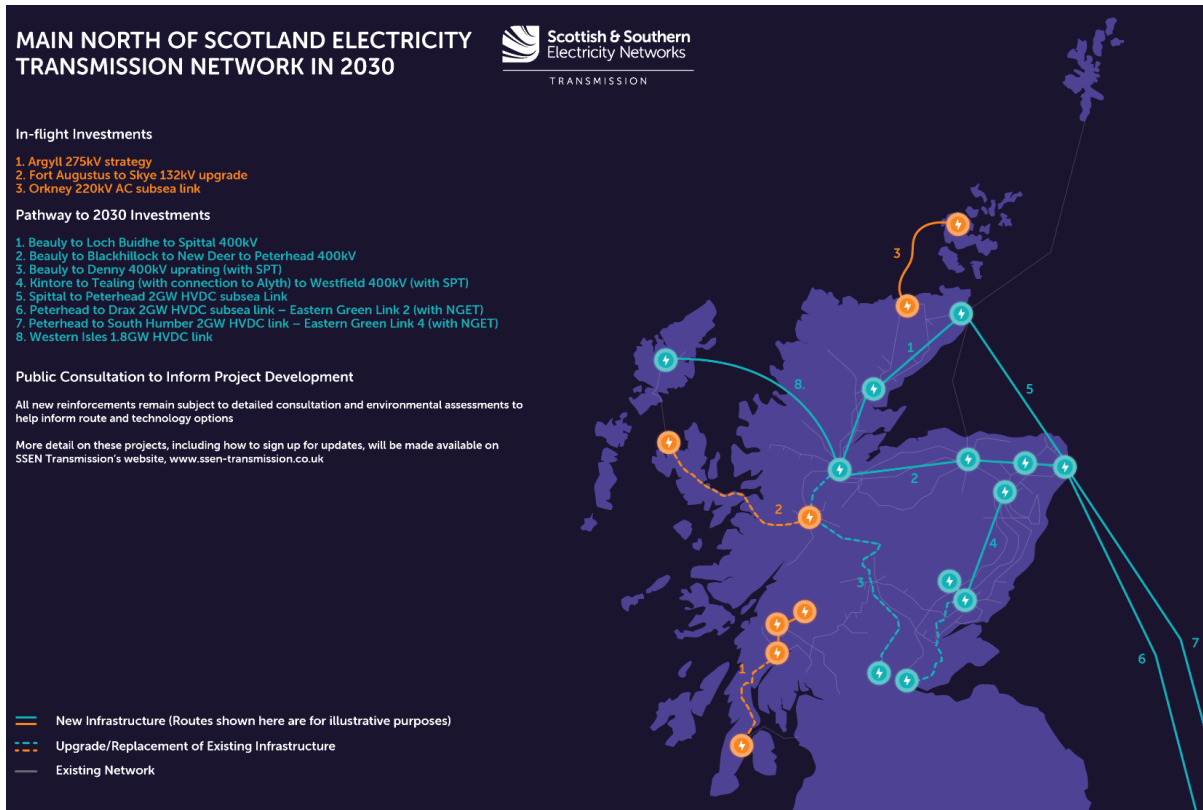 MAIN NORTH OF SCOTLAND ELECTRICITY
TRANSMISSION NETWORK IN 2030
Scottish & Southern
Electricity Networks
TRANSMISSION
In-flight Investments
1. Argyll 275kV strategy
2. Fort Augustus to Skye 132kV upgrade
3. Orkney 220kV AC subsea link
Pathway to 2030 Investments
1. Beauly to Loch Buidhe to Spittal 400kV
2. Beauly to Blackhillock to New Deer to Peterhead 400kV
3. Beauly to Denny 400kV uprating (with SPT)
4. Kintore to Tealing (with connection to Alyth) to Westfield 400kV (with SPT)
5. Spittal to Peterhead 2GW HVDC subsea Link
6. Peterhead to Drax 2GW HVDC subsea link – Eastern Green Link 2 (with NGET)
7. Peterhead to South Humber 2GW HVDC link – Eastern Green Link 4 (with NGET)
8. Western Isles 1.8GW HVDC link
Public Consultation to Inform Project Development
All new reinforcements remain subject to detailed consultation and environmental assessments to
help inform route and technology options
More detail on these projects, including how to sign up for updates, will be made available on
SSEN Transmission's website, www.ssen-transmission.co.uk
3
1
8.
5
2
2
4
3
1
6
7
New Infrastructure (Routes shown here are for illustrative purposes)
Upgrade/Replacement of Existing Infrastructure
Existing Network